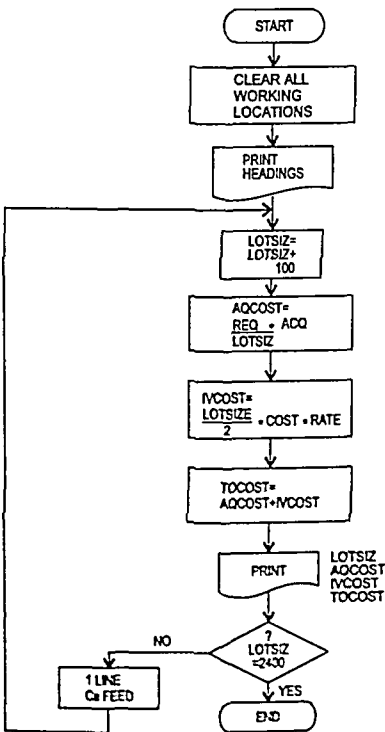 START
CLEAR ALL
WORKING
LOCATIONS
PRINT
HEADINGS
LOTSIZ=
LOTSIZ+
100
AQCOST=
REQ * ACQ
LOTSIZ
IVCOST=
LOTSIZE * COST * RATE
2
TOCOST=
AQCOST+IVCOST
PRINT
LOTSIZ
AQCOST
IVCOST
TOCOST
?
LOTSIZ
=2400
NO
YES
1 LINE
FEED
END